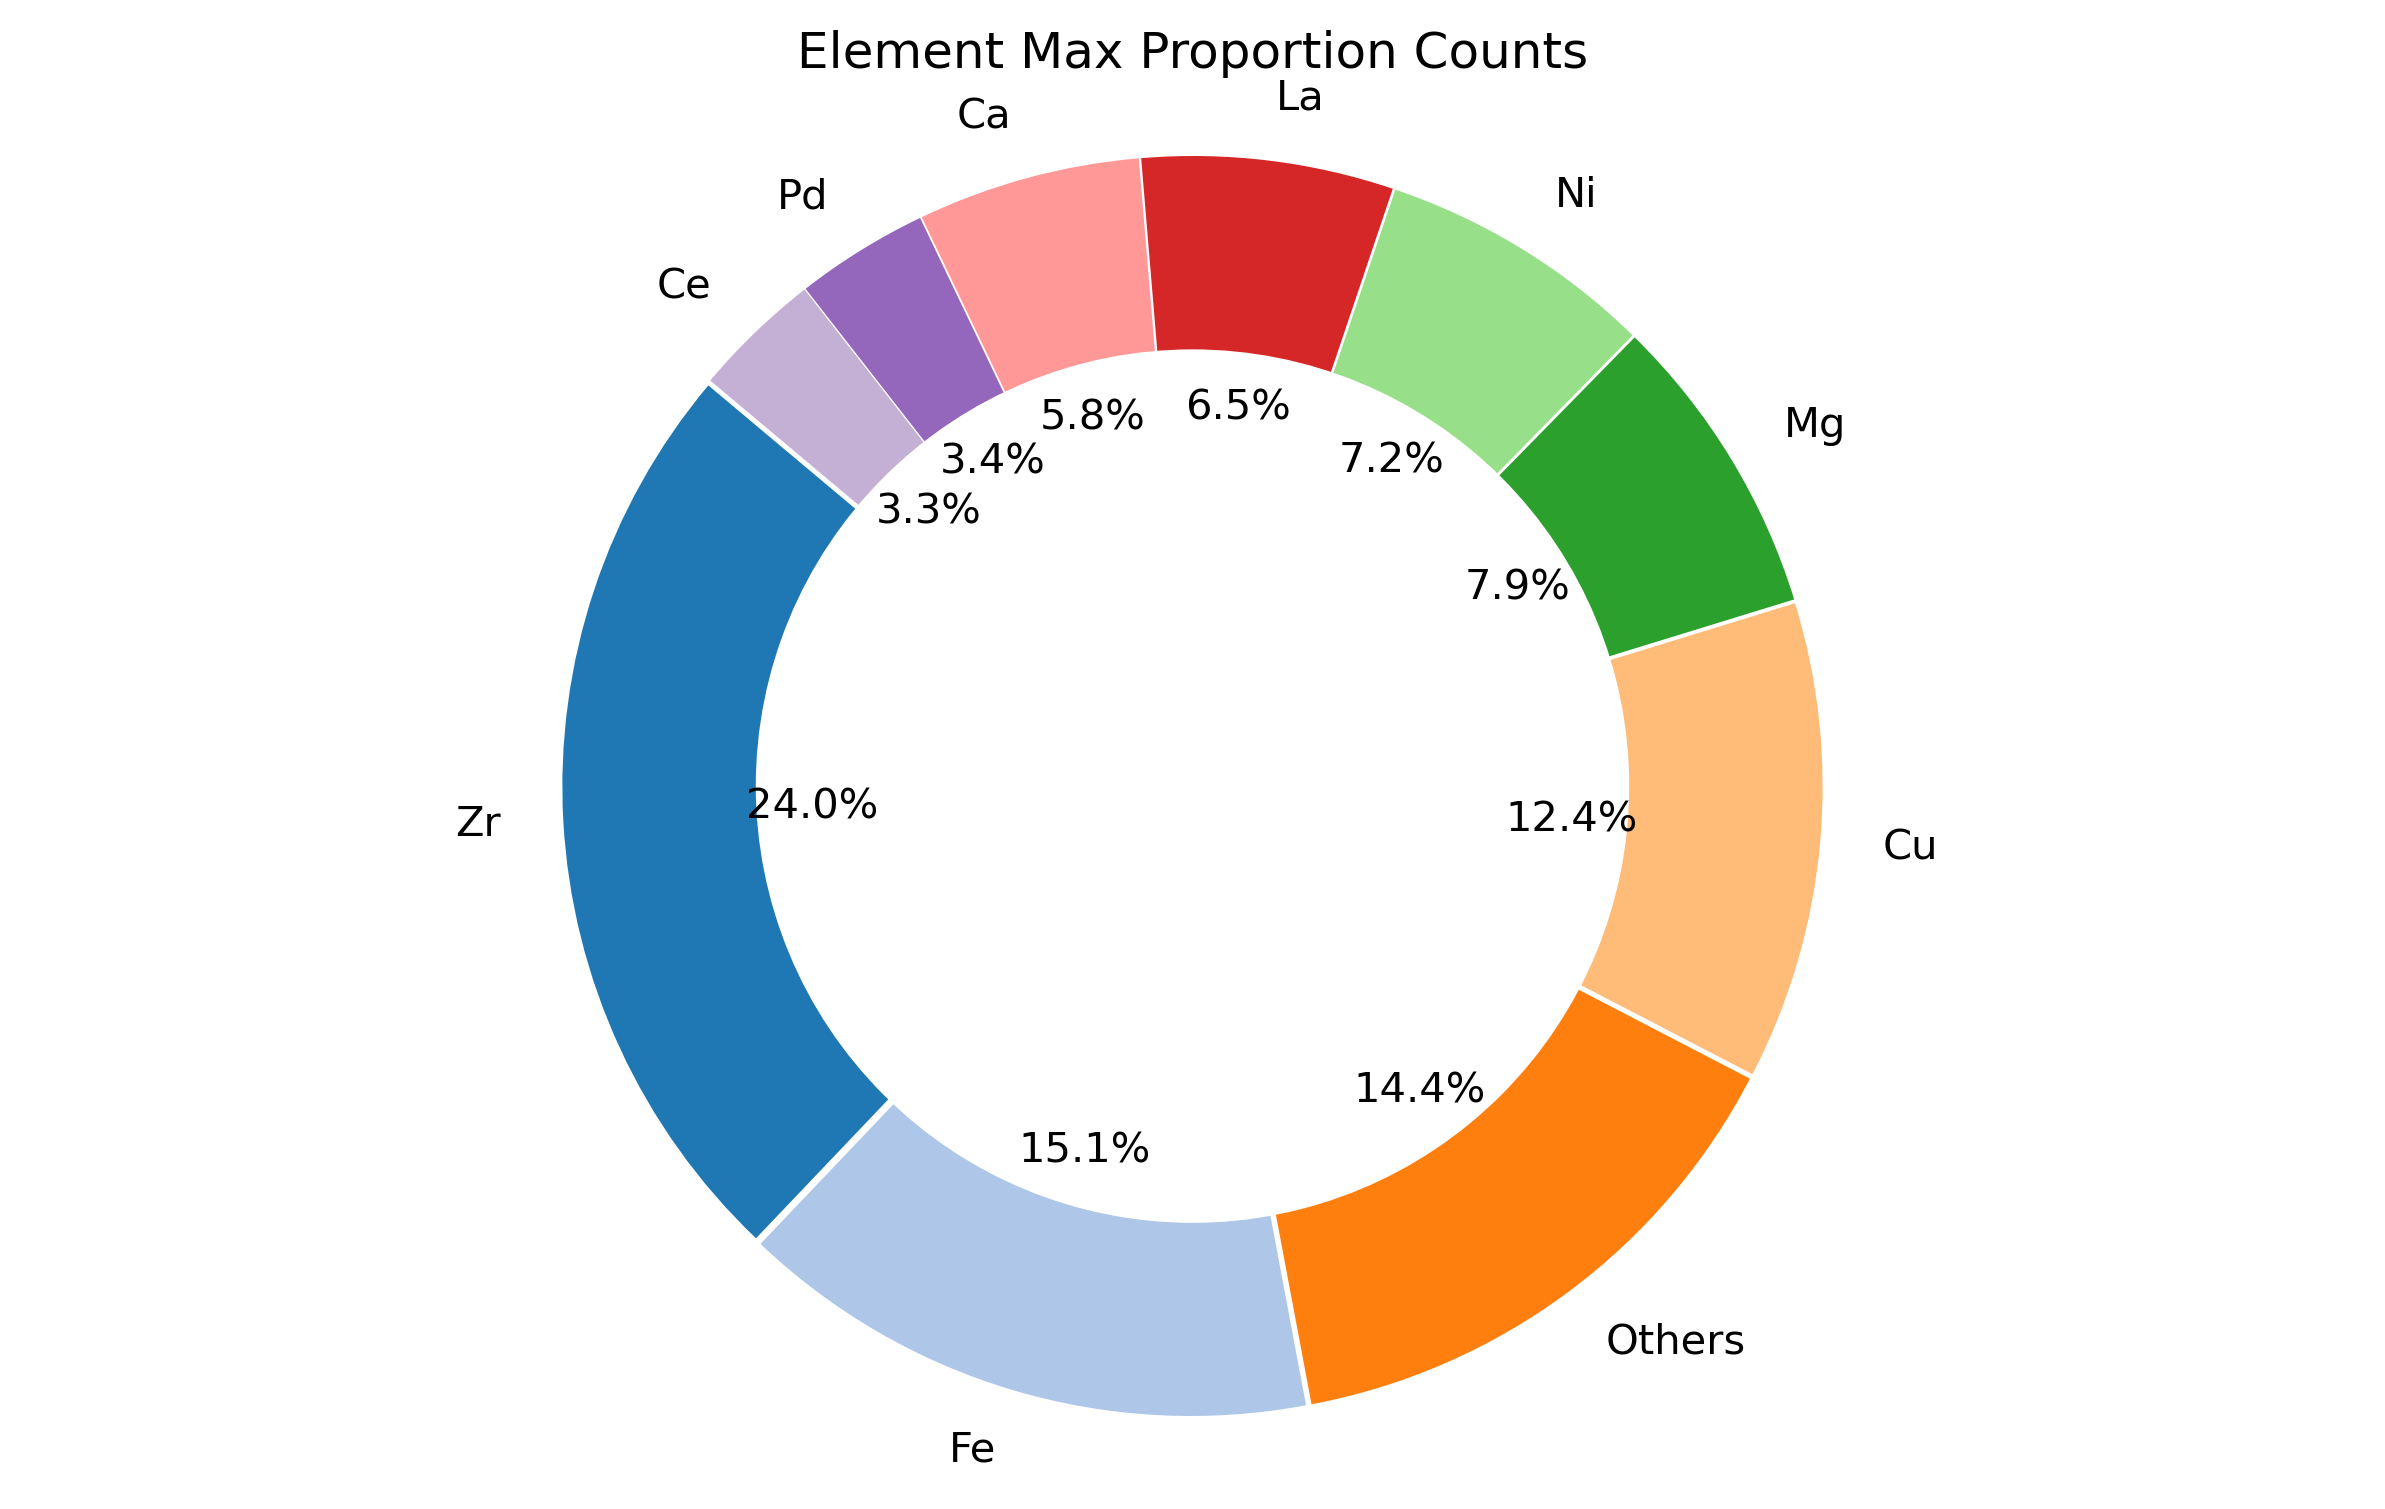 Element Max Proportion Counts
La
Ca
Ni
Pd
Ce
Mg
6.5%
5.8%
7.2%
3.4%
3.3%
7.9%
Zr
24.0%
12.4%
Cu
14.4%
15.1%
Others
Fe